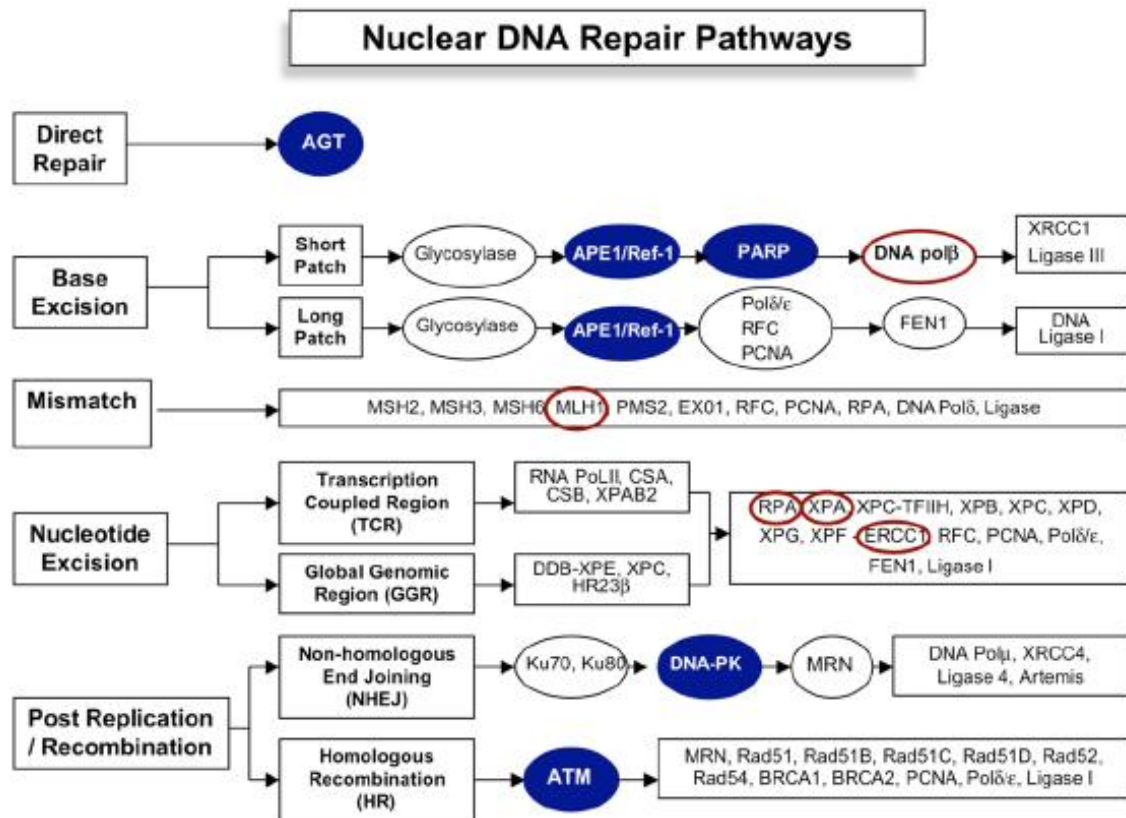 Nuclear DNA Repair Pathways
Direct
Repair
AGT
Base
Excision
Short
Patch
Glycosylase
APE1/Ref-1
PARP
DNA polβ
XRCC1
Ligase III
Long
Patch
Glycosylase
APE1/Ref-1
Polδ/ε
RFC
PCNA
FEN1
DNA
Ligase I
Mismatch
MSH2, MSH3, MSH6, MLH1, PMS2, EX01, RFC, PCNA, RPA, DNA Polδ, Ligase
Nucleotide
Excision
Transcription
Coupled Region
(TCR)
RNA PoLII, CSA,
CSB, XPAB2
Global Genomic
Region (GGR)
DDB-XPE, XPC,
HR23β
RPA, XPA, XPC-TFIIH, XPB, XPC, XPD,
XPG, XPF - ERCC1, RFC, PCNA, Polδ/ε,
FEN1, Ligase I
Post Replication
/ Recombination
Non-homologous
End Joining
(NHEJ)
Ku70, Ku80
DNA-PK
MRN
DNA Polμ, XRCC4,
Ligase 4, Artemis
Homologous
Recombination
(HR)
ATM
MRN, Rad51, Rad51B, Rad51C, Rad51D, Rad52,
Rad54, BRCA1, BRCA2, PCNA, Polδ/ε, Ligase I